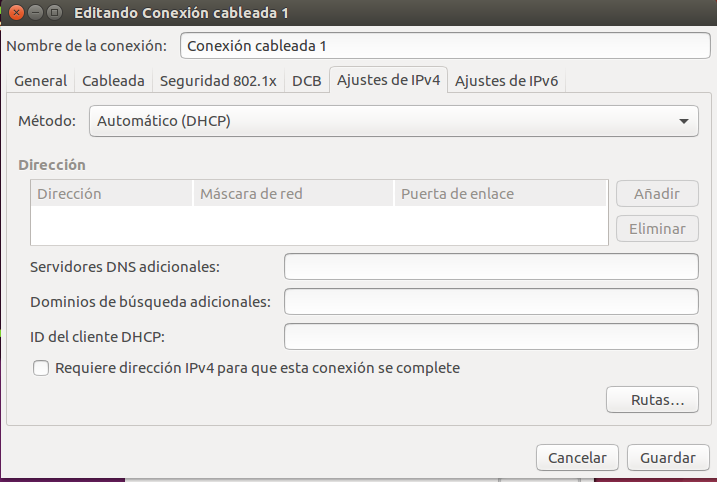 Editando Conexión cableada 1
Nombre de la conexión: Conexión cableada 1
General Cableada Seguridad 802.1x DCB Ajustes de IPv4 Ajustes de IPv6
Método: Automático (DHCP)
Dirección
Dirección Máscara de red Puerta de enlace Añadir
Eliminar
Servidores DNS adicionales:
Dominios de búsqueda adicionales:
ID del cliente DHCP:
Requiere dirección IPv4 para que esta conexión se complete
Rutas…
Cancelar Guardar